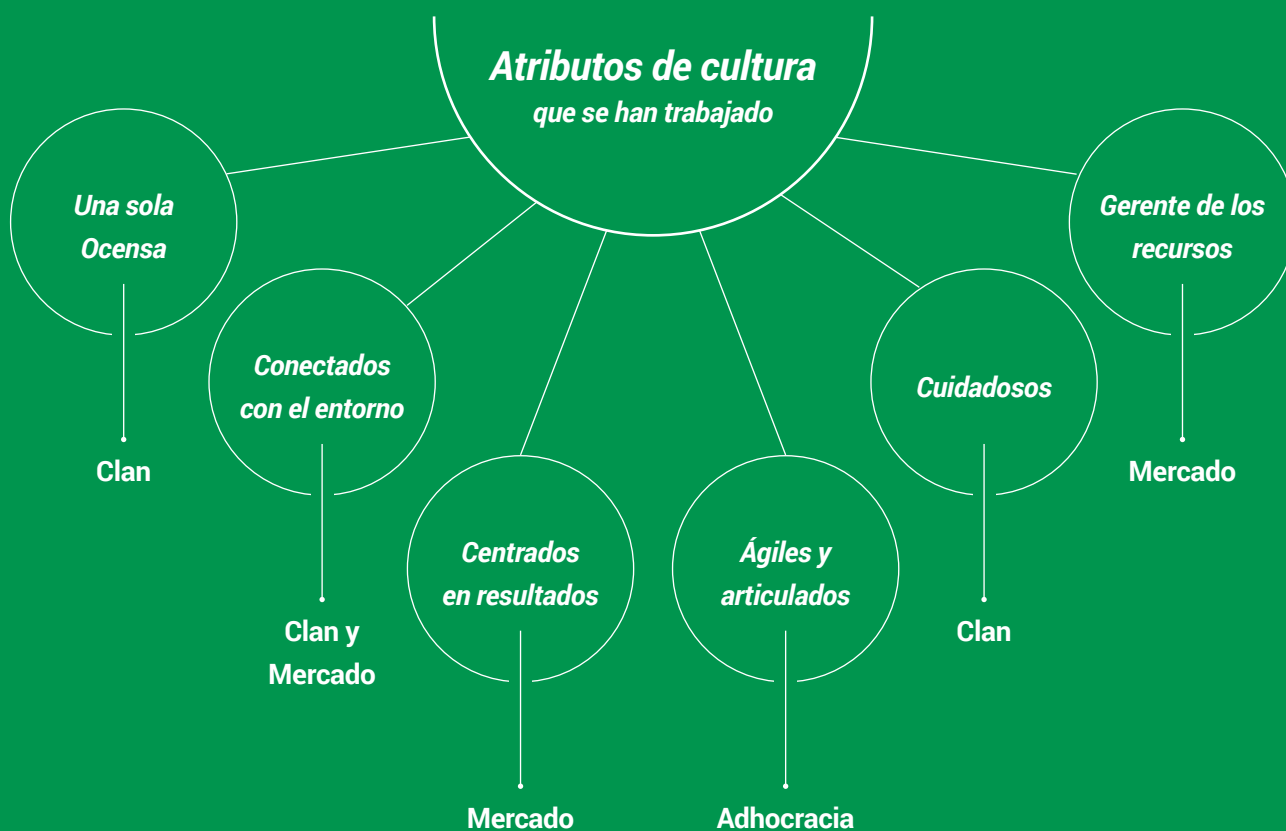 Atributos de cultura
que se han trabajado
Una sola
Ocensa
Clan
Conectados
con el entorno
Clan y
Mercado
Centrados
en resultados
Mercado
Ágiles y
articulados
Adhocracia
Cuidadosos
Clan
Gerente de los
recursos
Mercado